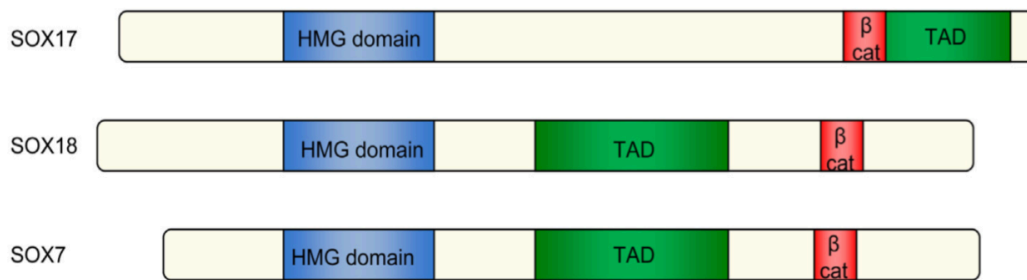 SOX17
HMG domain
β
cat
TAD
SOX18
HMG domain
TAD
β
cat
SOX7
HMG domain
TAD
β
cat